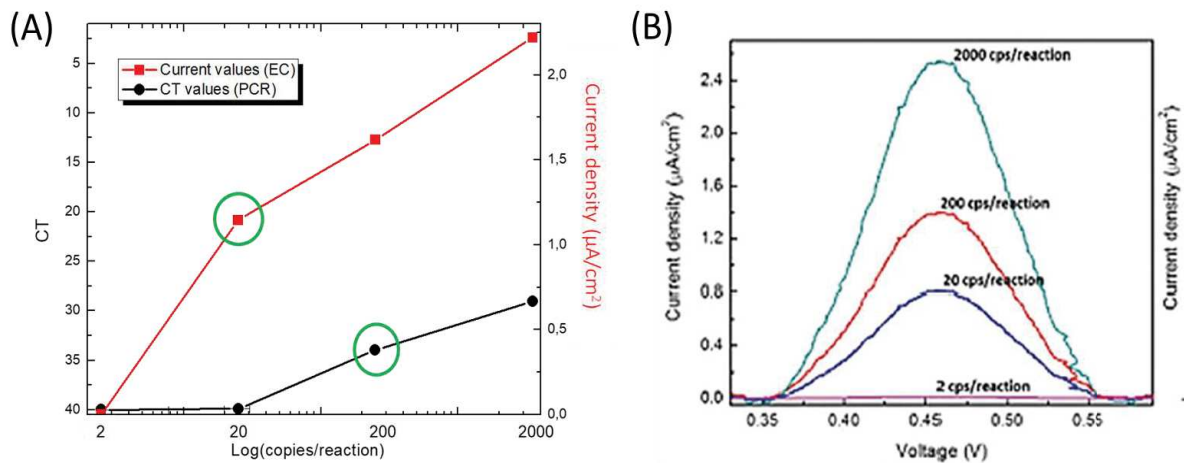 (A)
Current values (EC)
CT values (PCR)
5
10
15
20
25
30
35
40
CT
2
20
200
2000
Log(copies/reaction)
2,0
1,5
1,0
0,5
0,0
Current density (µA/cm²)
(B)
2000 cps/reaction
200 cps/reaction
20 cps/reaction
2 cps/reaction
2.4
2.0
1.6
1.2
0.8
0.4
0.0
Current density (µA/cm²)
0.35
0.40
0.45
0.50
0.55
Voltage (V)
Current density (µA/cm²)